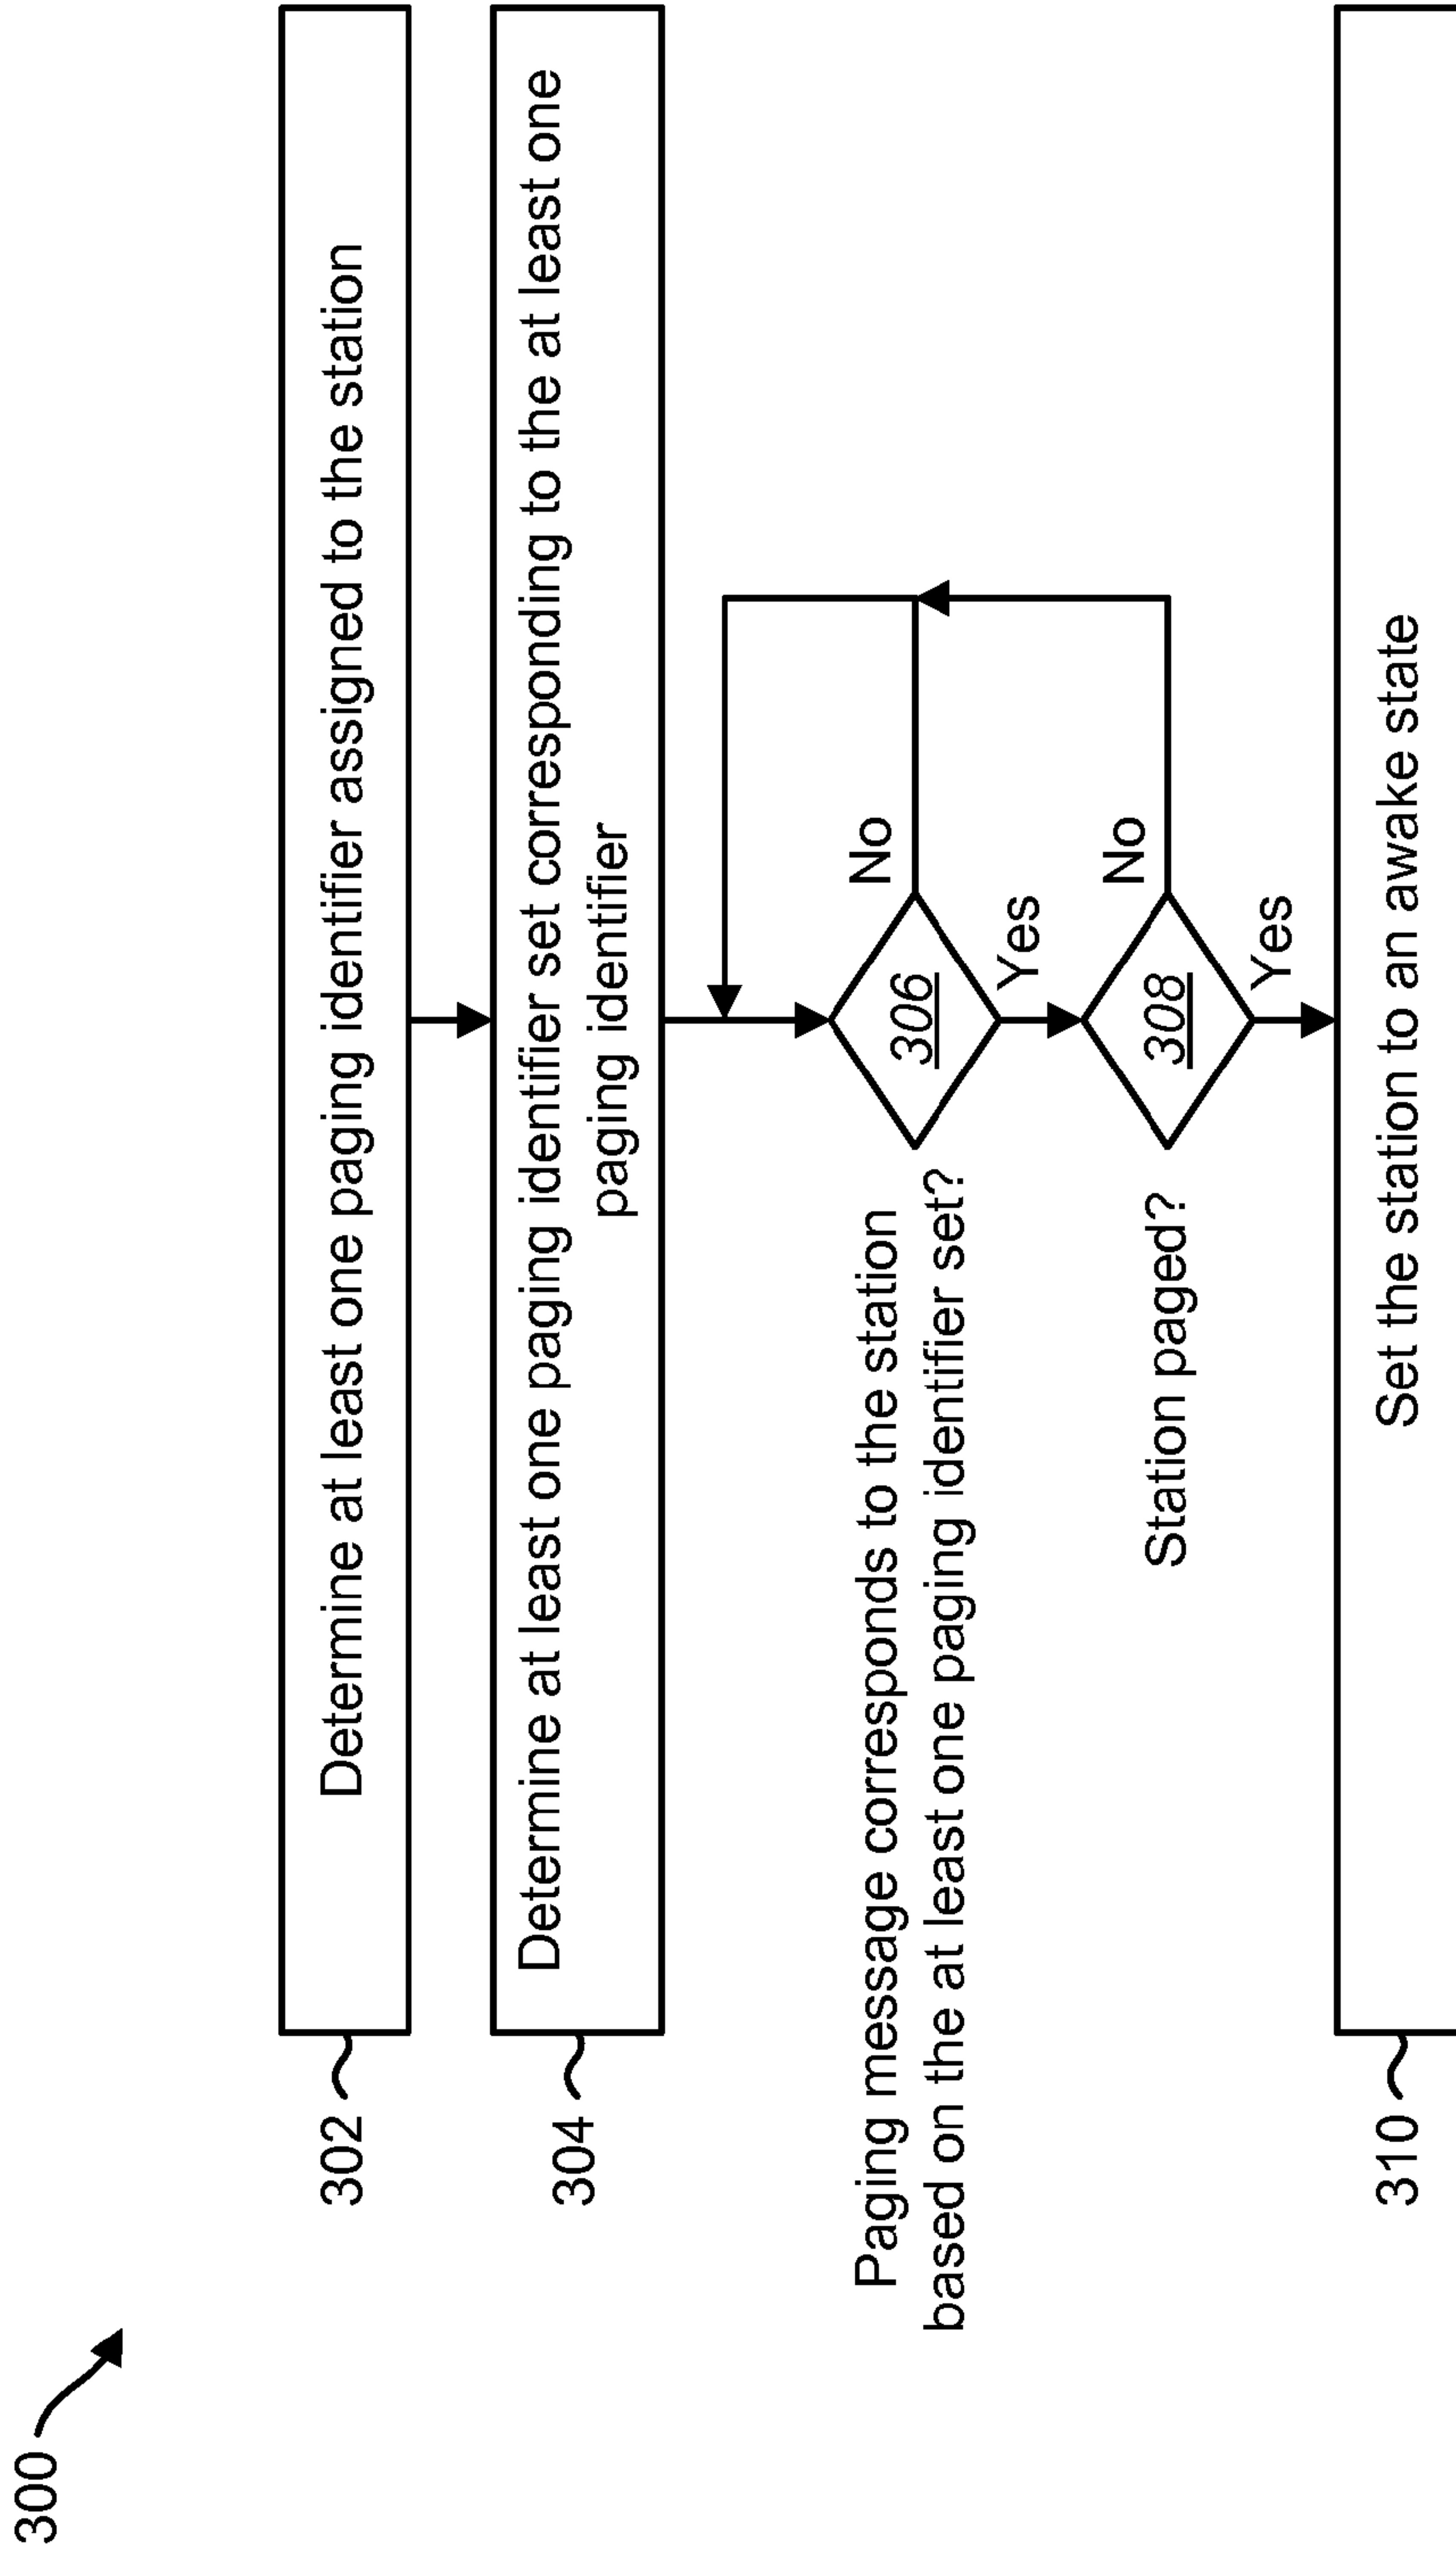 300
302
Determine at least one paging identifier assigned to the station
304
Determine at least one paging identifier set corresponding to the at least one
paging identifier
Paging message corresponds to the station
based on the at least one paging identifier set?
306
No
Yes
Station paged?
308
No
Yes
310
Set the station to an awake state